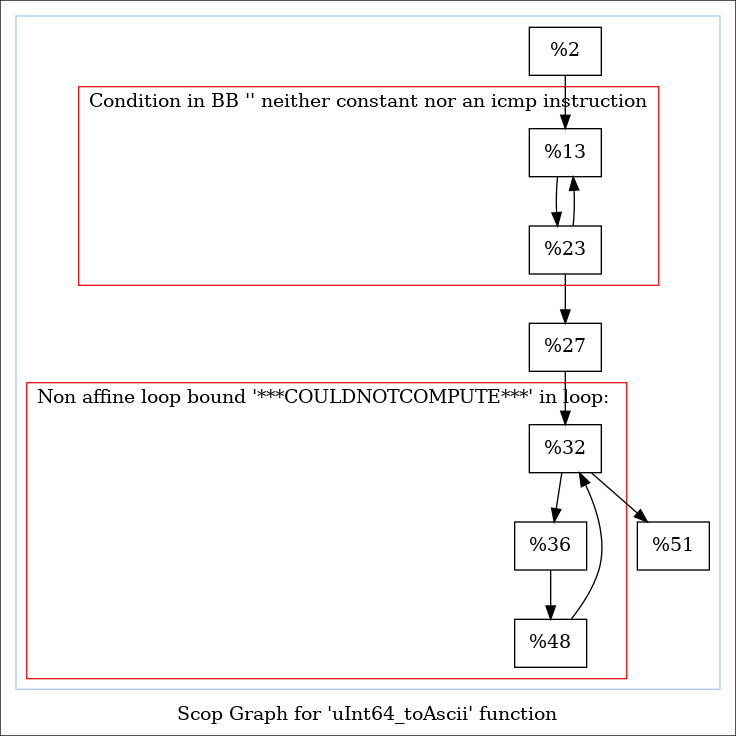 %2
Condition in BB '' neither constant nor an icmp instruction
%13
%23
%27
Non affine loop bound '***COULDNOTCOMPUTE***' in loop:
%32
%36
%51
%48
Scop Graph for 'uInt64_toAscii' function